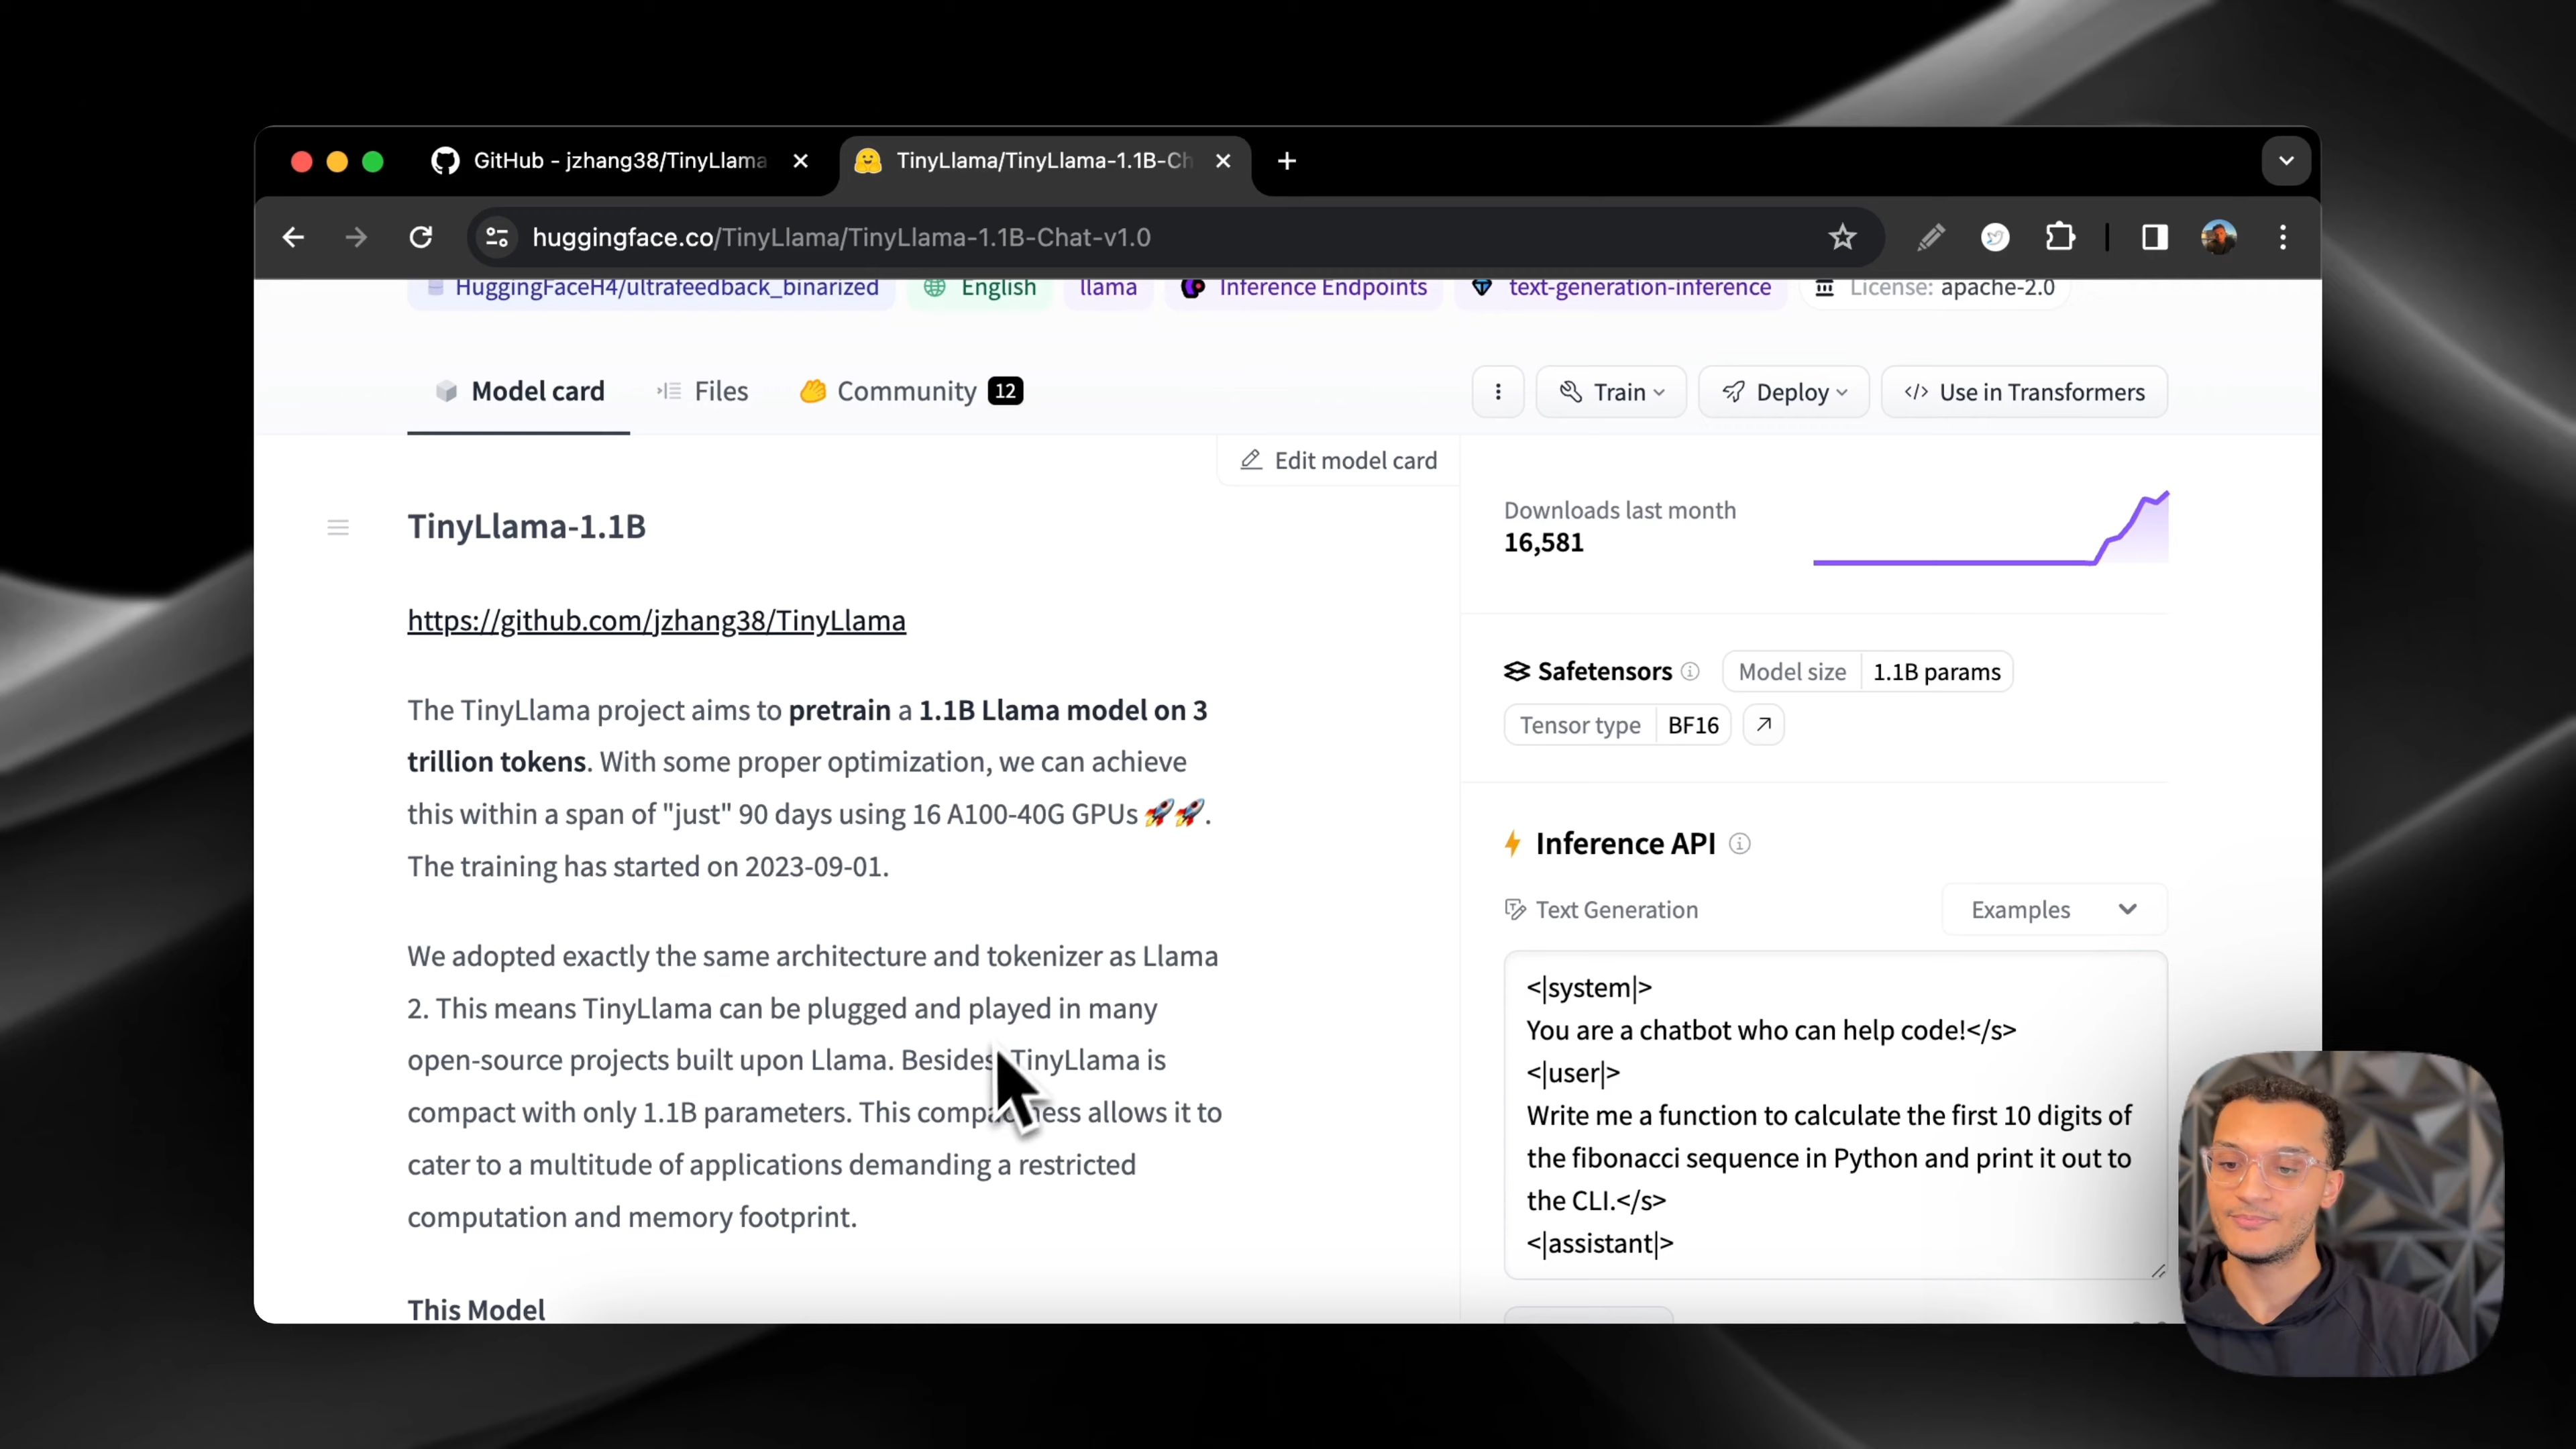 GitHub - jzhang38/TinyLlama
TinyLlama/TinyLlama-1.1B-Ch
huggingface.co/TinyLlama/TinyLlama-1.1B-Chat-v1.0
HuggingFaceH4/ultrafeedback_binarized English llama Inference Endpoints text-generation-inference License: apache-2.0
Model card Files Community 12 Train Deploy Use in Transformers
Edit model card
TinyLlama-1.1B
https://github.com/jzhang38/TinyLlama
The TinyLlama project aims to pretrain a 1.1B Llama model on 3
trillion tokens. With some proper optimization, we can achieve
this within a span of "just" 90 days using 16 A100-40G GPUs 🚀🚀.
The training has started on 2023-09-01.
We adopted exactly the same architecture and tokenizer as Llama
2. This means TinyLlama can be plugged and played in many
open-source projects built upon Llama. Besides, TinyLlama is
compact with only 1.1B parameters. This compactness allows it to
cater to a multitude of applications demanding a restricted
computation and memory footprint.
This Model
Downloads last month
16,581
Safetensors Model size 1.1B params
Tensor type BF16
Inference API
Text Generation Examples
<|system|>
You are a chatbot who can help code!</s>
<|user|>
Write me a function to calculate the first 10 digits of
the fibonacci sequence in Python and print it out to
the CLI.</s>
<|assistant|>